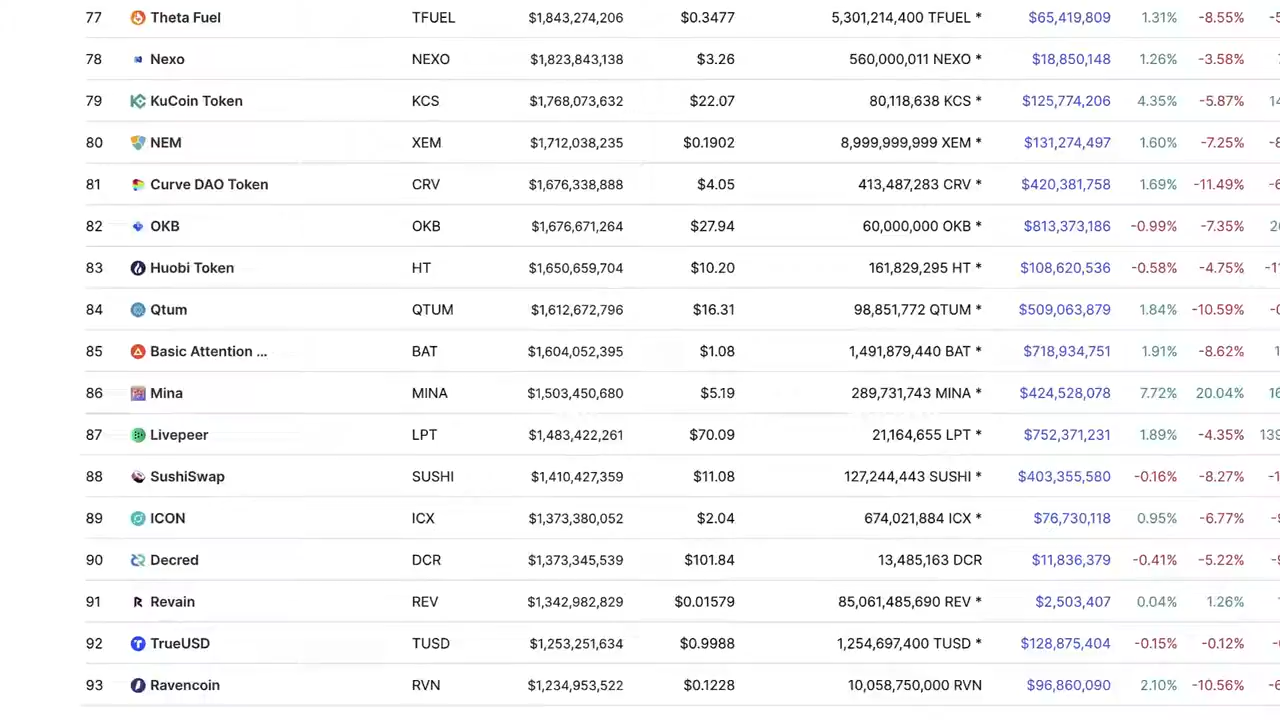 77 Theta Fuel TFUEL $1,843,274,206 $0.3477 5,301,214,400 TFUEL * $65,419,809 1.31% -8.55%
78 Nexo NEXO $1,823,843,138 $3.26 560,000,011 NEXO * $18,850,148 1.26% -3.58%
79 KuCoin Token KCS $1,768,073,632 $22.07 80,118,638 KCS * $125,774,206 4.35% -5.87% 14
80 NEM XEM $1,712,038,235 $0.1902 8,999,999,999 XEM * $131,274,497 1.60% -7.25%
81 Curve DAO Token CRV $1,676,338,888 $4.05 413,487,283 CRV * $420,381,758 1.69% -11.49%
82 OKB OKB $1,676,671,264 $27.94 60,000,000 OKB * $813,373,186 -0.99% -7.35%
83 Huobi Token HT $1,650,659,704 $10.20 161,829,295 HT * $108,620,536 -0.58% -4.75%
84 Qtum QTUM $1,612,672,796 $16.31 98,851,772 QTUM * $509,063,879 1.84% -10.59%
85 Basic Attention ... BAT $1,604,052,395 $1.08 1,491,879,440 BAT * $718,934,751 1.91% -8.62%
86 Mina MINA $1,503,450,680 $5.19 289,731,743 MINA * $424,528,078 7.72% 20.04%
87 Livepeer LPT $1,483,422,261 $70.09 21,164,655 LPT * $752,371,231 1.89% -4.35% 139
88 SushiSwap SUSHI $1,410,427,359 $11.08 127,244,443 SUSHI * $403,355,580 -0.16% -8.27%
89 ICON ICX $1,373,380,052 $2.04 674,021,884 ICX * $76,730,118 0.95% -6.77%
90 Decred DCR $1,373,345,539 $101.84 13,485,163 DCR $11,836,379 -0.41% -5.22%
91 Revain REV $1,342,982,829 $0.01579 85,061,485,690 REV * $2,503,407 0.04% 1.26%
92 TrueUSD TUSD $1,253,251,634 $0.9988 1,254,697,400 TUSD * $128,875,404 -0.15% -0.12%
93 Ravencoin RVN $1,234,953,522 $0.1228 10,058,750,000 RVN $96,860,090 2.10% -10.56%